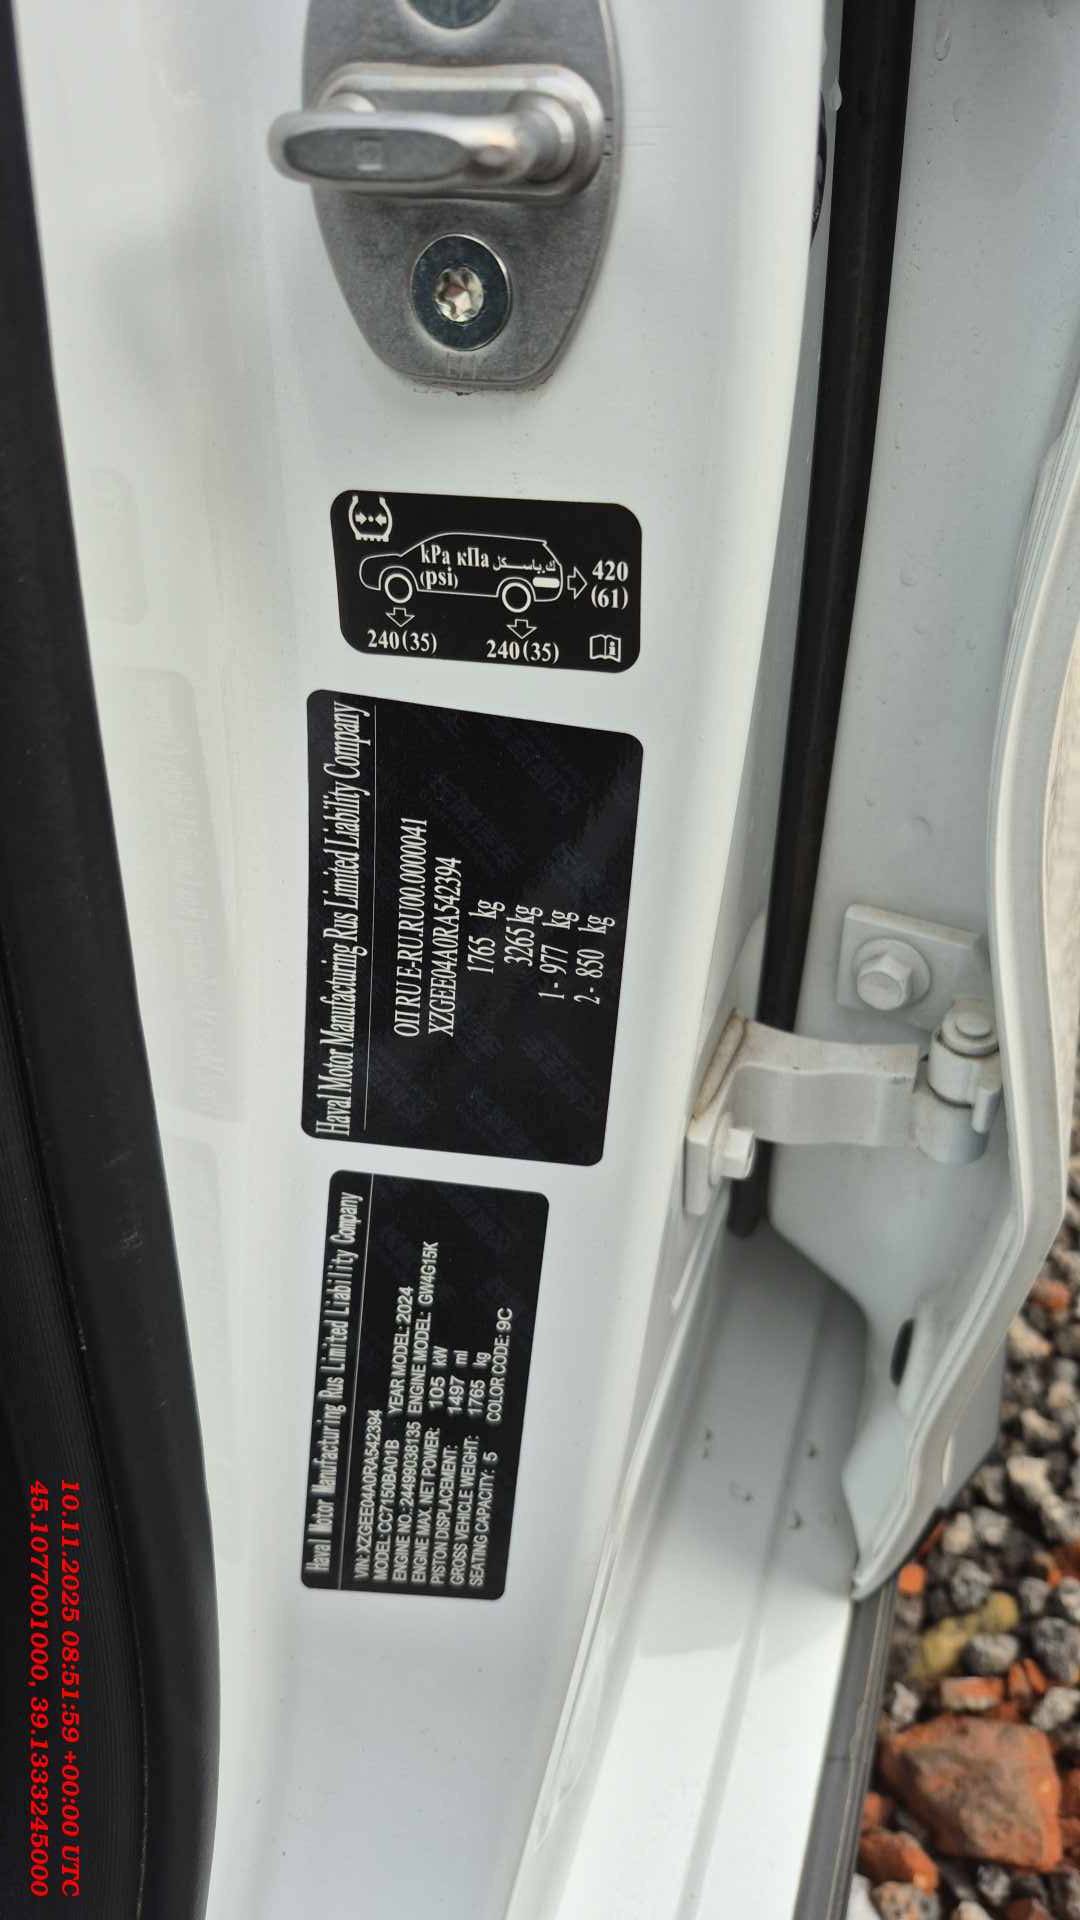 kPa кПа ك.باسـكل
(psi)
420
(61)
240(35)
240(35)
Haval Motor Manufacturing Rus Limited Liability Company
ОП RU E-RU.RU00.0000041
XZGEE04A0RA542394
1765 kg
3265 kg
1 - 977 kg
2 - 850 kg
Haval Motor Manufacturing Rus Limited Liability Company
VIN: XZGEE04A0RA542394
MODEL: CC7150BA01B YEAR MODEL: 2024
ENGINE NO.: 24499038135 ENGINE MODEL: GW4G15K
ENGINE MAX. NET POWER: 105 kW
PISTON DISPLACEMENT: 1497 ml
GROSS VEHICLE WEIGHT: 1765 kg
SEATING CAPACITY: 5 COLOR CODE: 9C
10.11.2025 08:51:59 +00:00 UTC
45.1077001000, 39.1333245000